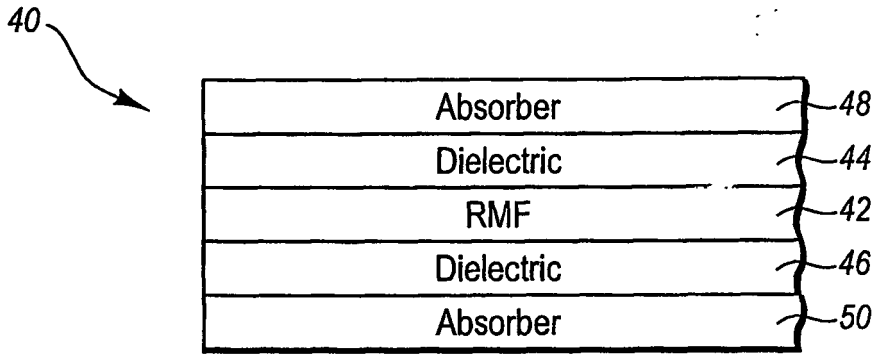 40
Absorber 48
Dielectric 44
RMF 42
Dielectric 46
Absorber 50